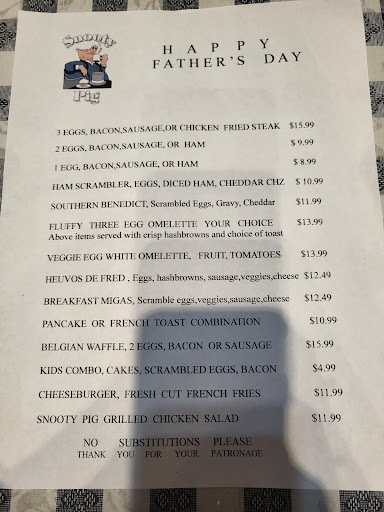 Snooty
Pig
HAPPY
FATHER'S DAY
3 EGGS, BACON,SAUSAGE,OR CHICKEN FRIED STEAK $15.99
2 EGGS, BACON,SAUSAGE, OR HAM $ 9.99
1 EGG, BACON,SAUSAGE, OR HAM $ 8.99
HAM SCRAMBLER, EGGS, DICED HAM, CHEDDAR CHZ $ 10.99
SOUTHERN BENEDICT, Scrambled Eggs, Gravy, Cheddar $11.99
FLUFFY THREE EGG OMELETTE YOUR CHOICE $13.99
Above items served with crisp hashbrowns and choice of toast
VEGGIE EGG WHITE OMELETTE, FRUIT, TOMATOES $13.99
HEUVOS DE FRED , Eggs, hashbrowns, sausage,veggies,cheese $12.49
BREAKFAST MIGAS, Scramble eggs,veggies,sausage,cheese $12.49
PANCAKE OR FRENCH TOAST COMBINATION $10.99
BELGIAN WAFFLE, 2 EGGS, BACON OR SAUSAGE $15.99
KIDS COMBO, CAKES, SCRAMBLED EGGS, BACON $4.99
CHEESEBURGER, FRESH CUT FRENCH FRIES $11.99
SNOOTY PIG GRILLED CHICKEN SALAD $11.99
NO SUBSTITUTIONS PLEASE
THANK YOU FOR YOUR PATRONAGE